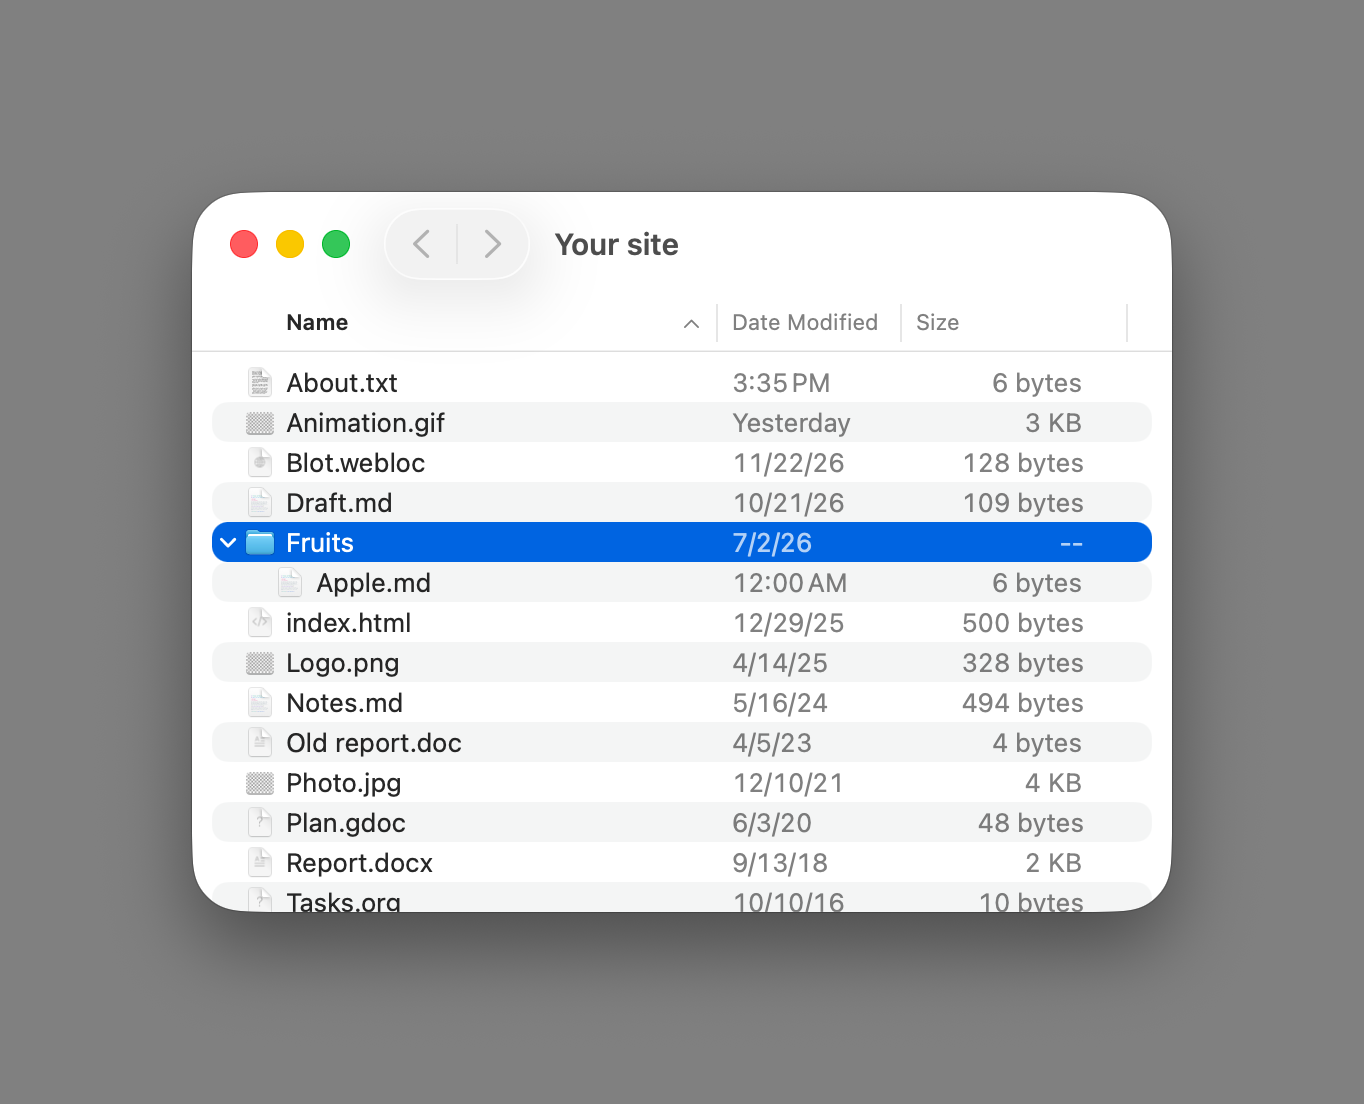 Your site
Name Date Modified Size
About.txt 3:35 PM 6 bytes
Animation.gif Yesterday 3 KB
Blot.webloc 11/22/26 128 bytes
Draft.md 10/21/26 109 bytes
Fruits 7/2/26 --
Apple.md 12:00 AM 6 bytes
index.html 12/29/25 500 bytes
Logo.png 4/14/25 328 bytes
Notes.md 5/16/24 494 bytes
Old report.doc 4/5/23 4 bytes
Photo.jpg 12/10/21 4 KB
Plan.gdoc 6/3/20 48 bytes
Report.docx 9/13/18 2 KB
Tasks.org 10/10/16 10 bytes